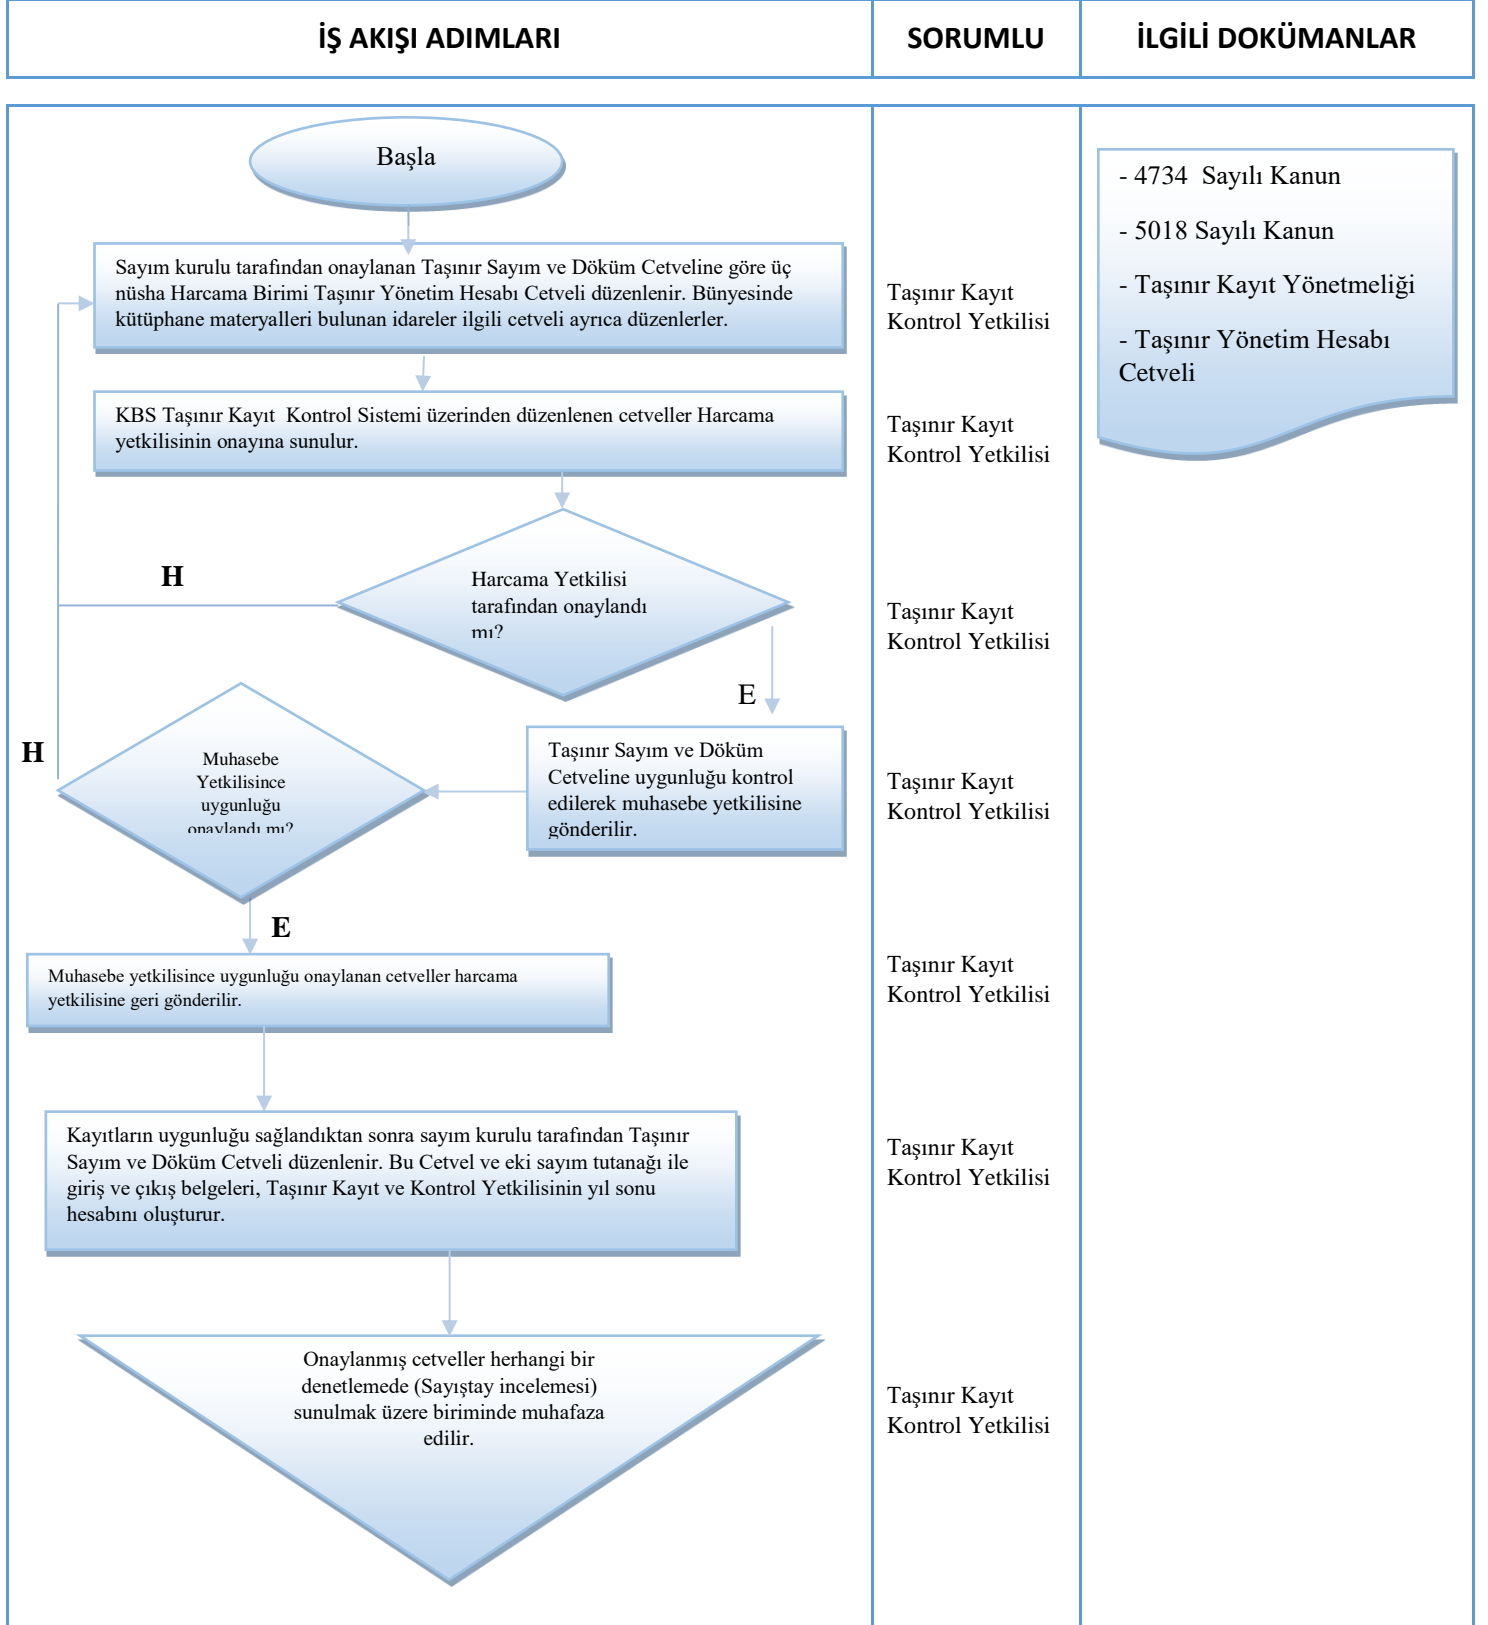 İŞ AKIŞI ADIMLARI
SORUMLU
İLGİLİ DOKÜMANLAR
Başla
Sayım kurulu tarafından onaylanan Taşınır Sayım ve Döküm Cetveline göre üç
nüsha Harcama Birimi Taşınır Yönetim Hesabı Cetveli düzenlenir. Bünyesinde
kütüphane materyalleri bulunan idareler ilgili cetveli ayrıca düzenlerler.
Taşınır Kayıt
Kontrol Yetkilisi
- 4734  Sayılı Kanun
- 5018 Sayılı Kanun
- Taşınır Kayıt Yönetmeliği
- Taşınır Yönetim Hesabı
Cetveli
KBS Taşınır Kayıt  Kontrol Sistemi üzerinden düzenlenen cetveller Harcama
yetkilisinin onayına sunulur.
Taşınır Kayıt
Kontrol Yetkilisi
H
Harcama Yetkilisi
tarafından onaylandı
mı?
Taşınır Kayıt
Kontrol Yetkilisi
E
H
Muhasebe
Yetkilisince
uygunluğu
onaylandı mı?
Taşınır Sayım ve Döküm
Cetveline uygunluğu kontrol
edilerek muhasebe yetkilisine
gönderilir.
Taşınır Kayıt
Kontrol Yetkilisi
E
Muhasebe yetkilisince uygunluğu onaylanan cetveller harcama
yetkilisine geri gönderilir.
Taşınır Kayıt
Kontrol Yetkilisi
Kayıtların uygunluğu sağlandıktan sonra sayım kurulu tarafından Taşınır
Sayım ve Döküm Cetveli düzenlenir. Bu Cetvel ve eki sayım tutanağı ile
giriş ve çıkış belgeleri, Taşınır Kayıt ve Kontrol Yetkilisinin yıl sonu
hesabını oluşturur.
Taşınır Kayıt
Kontrol Yetkilisi
Onaylanmış cetveller herhangi bir
denetlemede (Sayıştay incelemesi)
sunulmak üzere biriminde muhafaza
edilir.
Taşınır Kayıt
Kontrol Yetkilisi